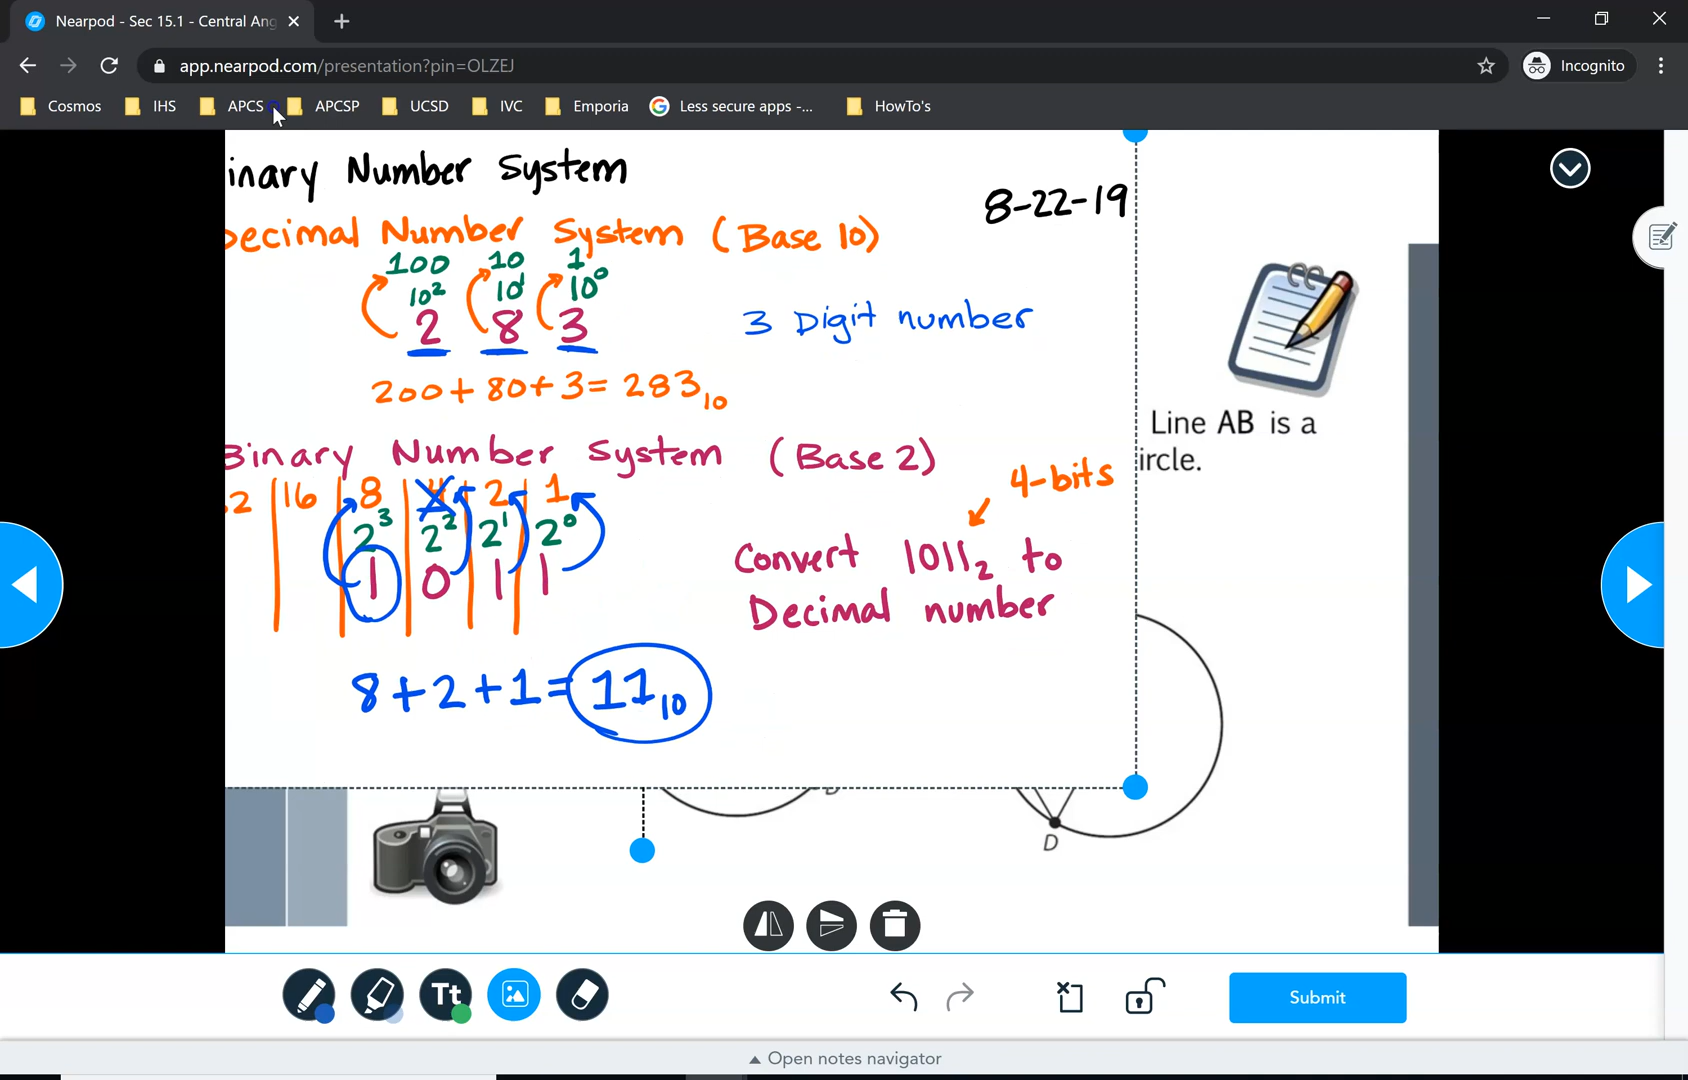 Nearpod - Sec 15.1 - Central Ang
app.nearpod.com/presentation?pin=OLZEJ
Incognito
Cosmos
IHS
APCS
APCSP
UCSD
IVC
Emporia
Less secure apps -...
HowTo's
inary Number System
8-22-19
Decimal Number System (Base 10)
100 10 1
10² 10¹ 10⁰
2 8 3
3 Digit number
200 + 80 + 3 = 283₁₀
Line AB is a
ircle.
Binary Number System (Base 2)
4-bits
2 16 8 4 2 1
2³ 2² 2¹ 2⁰
1 0 1 1
Convert 1011₂ to
Decimal number
8 + 2 + 1 = 11₁₀
D
Tt
Submit
Open notes navigator